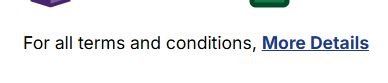 For all terms and conditions, More Details